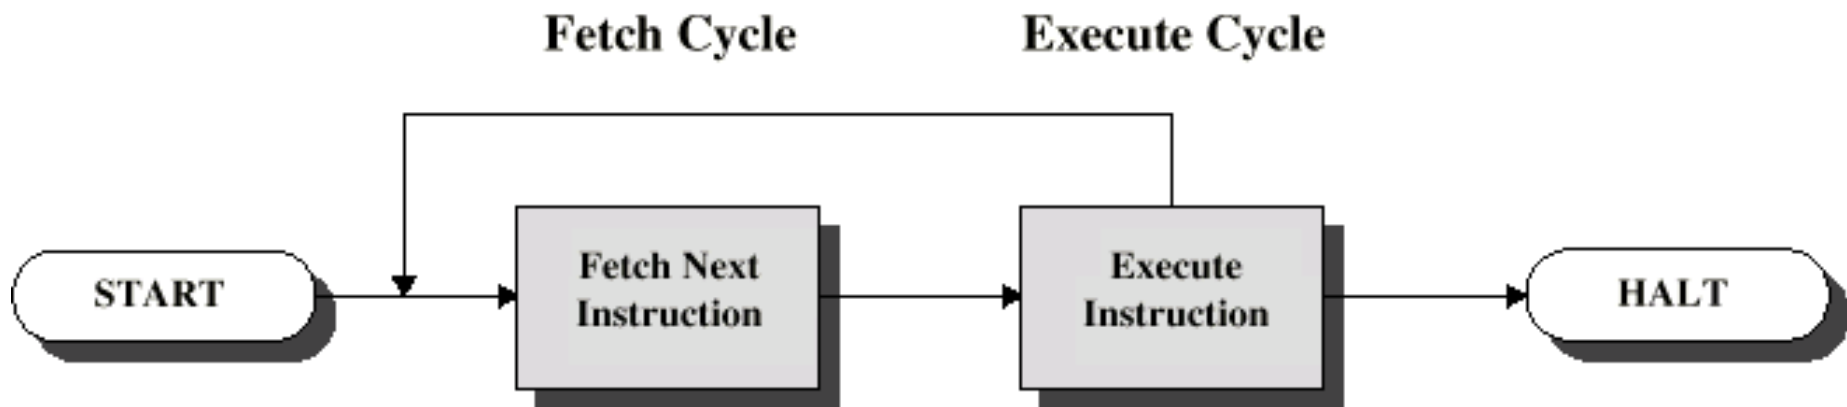 Fetch Cycle
Execute Cycle
START
Fetch Next
Instruction
Execute
Instruction
HALT